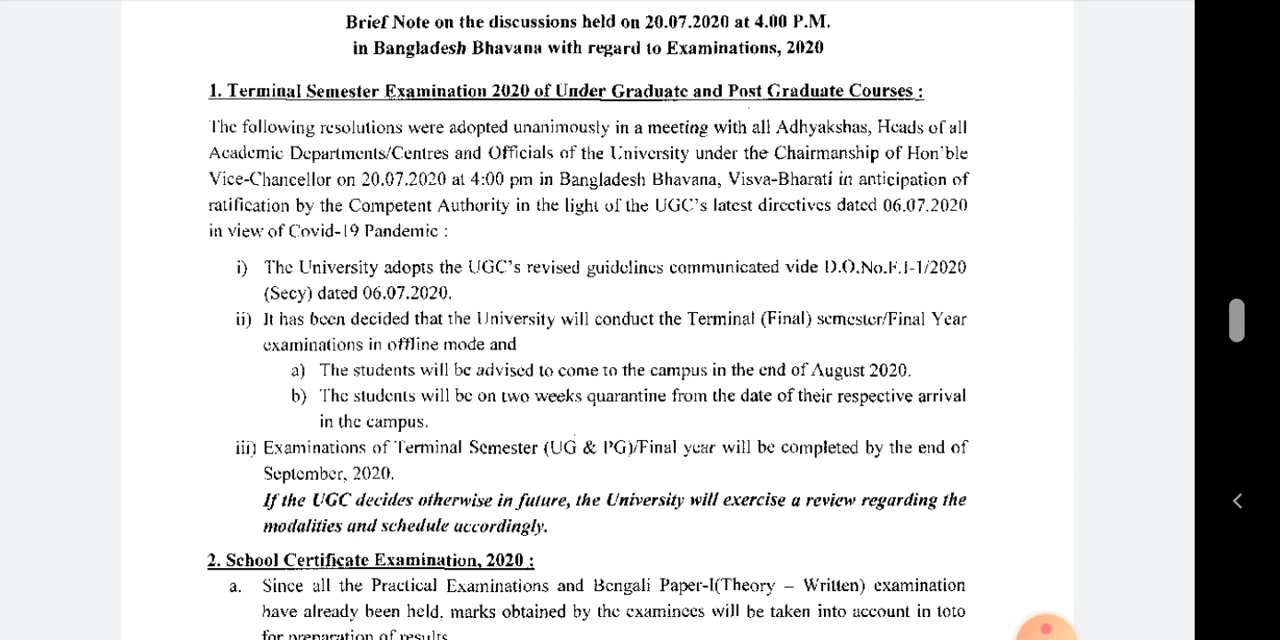 Brief Note on the discussions held on 20.07.2020 at 4.00 P.M.
in Bangladesh Bhavana with regard to Examinations, 2020
1. Terminal Semester Examination 2020 of Under Graduate and Post Graduate Courses :
The following resolutions were adopted unanimously in a meeting with all Adhyakshas, Heads of all
Academic Departments/Centres and Officials of the University under the Chairmanship of Hon'ble
Vice-Chancellor on 20.07.2020 at 4:00 pm in Bangladesh Bhavana, Visva-Bharati in anticipation of
ratification by the Competent Authority in the light of the UGC's latest directives dated 06.07.2020
in view of Covid-19 Pandemic :
i) The University adopts the UGC's revised guidelines communicated vide D.O.No.F.1-1/2020
(Secy) dated 06.07.2020.
ii) It has been decided that the University will conduct the Terminal (Final) semester/Final Year
examinations in offline mode and
a) The students will be advised to come to the campus in the end of August 2020.
b) The students will be on two weeks quarantine from the date of their respective arrival
in the campus.
iii) Examinations of Terminal Semester (UG & PG)/Final year will be completed by the end of
September, 2020.
If the UGC decides otherwise in future, the University will exercise a review regarding the
modalities and schedule accordingly.
2. School Certificate Examination, 2020 :
a. Since all the Practical Examinations and Bengali Paper-I(Theory – Written) examination
have already been held, marks obtained by the examinees will be taken into account in toto
for preparation of results